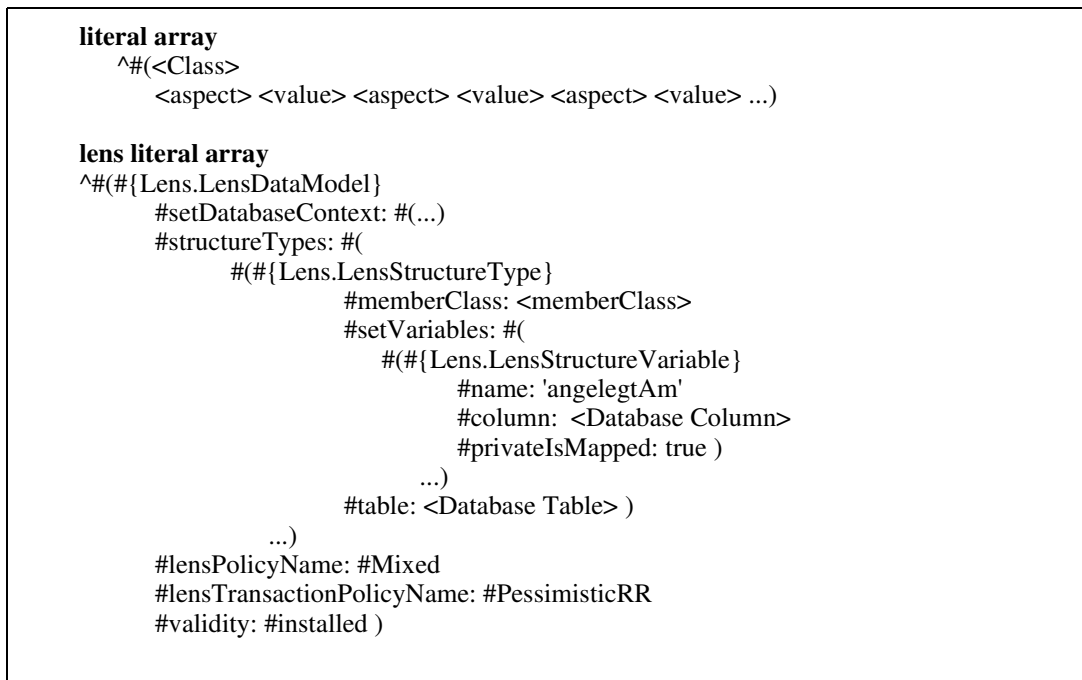 literal array
^#(<Class>
<aspect> <value> <aspect> <value> <aspect> <value> ...)
lens literal array
^#(#{Lens.LensDataModel}
#setDatabaseContext: #(...)
#structureTypes: #(
#(#{Lens.LensStructureType}
#memberClass: <memberClass>
#setVariables: #(
#(#{Lens.LensStructureVariable}
#name: 'angelegtAm'
#column:  <Database Column>
#privateIsMapped: true )
...)
#table: <Database Table> )
...)
#lensPolicyName: #Mixed
#lensTransactionPolicyName: #PessimisticRR
#validity: #installed )